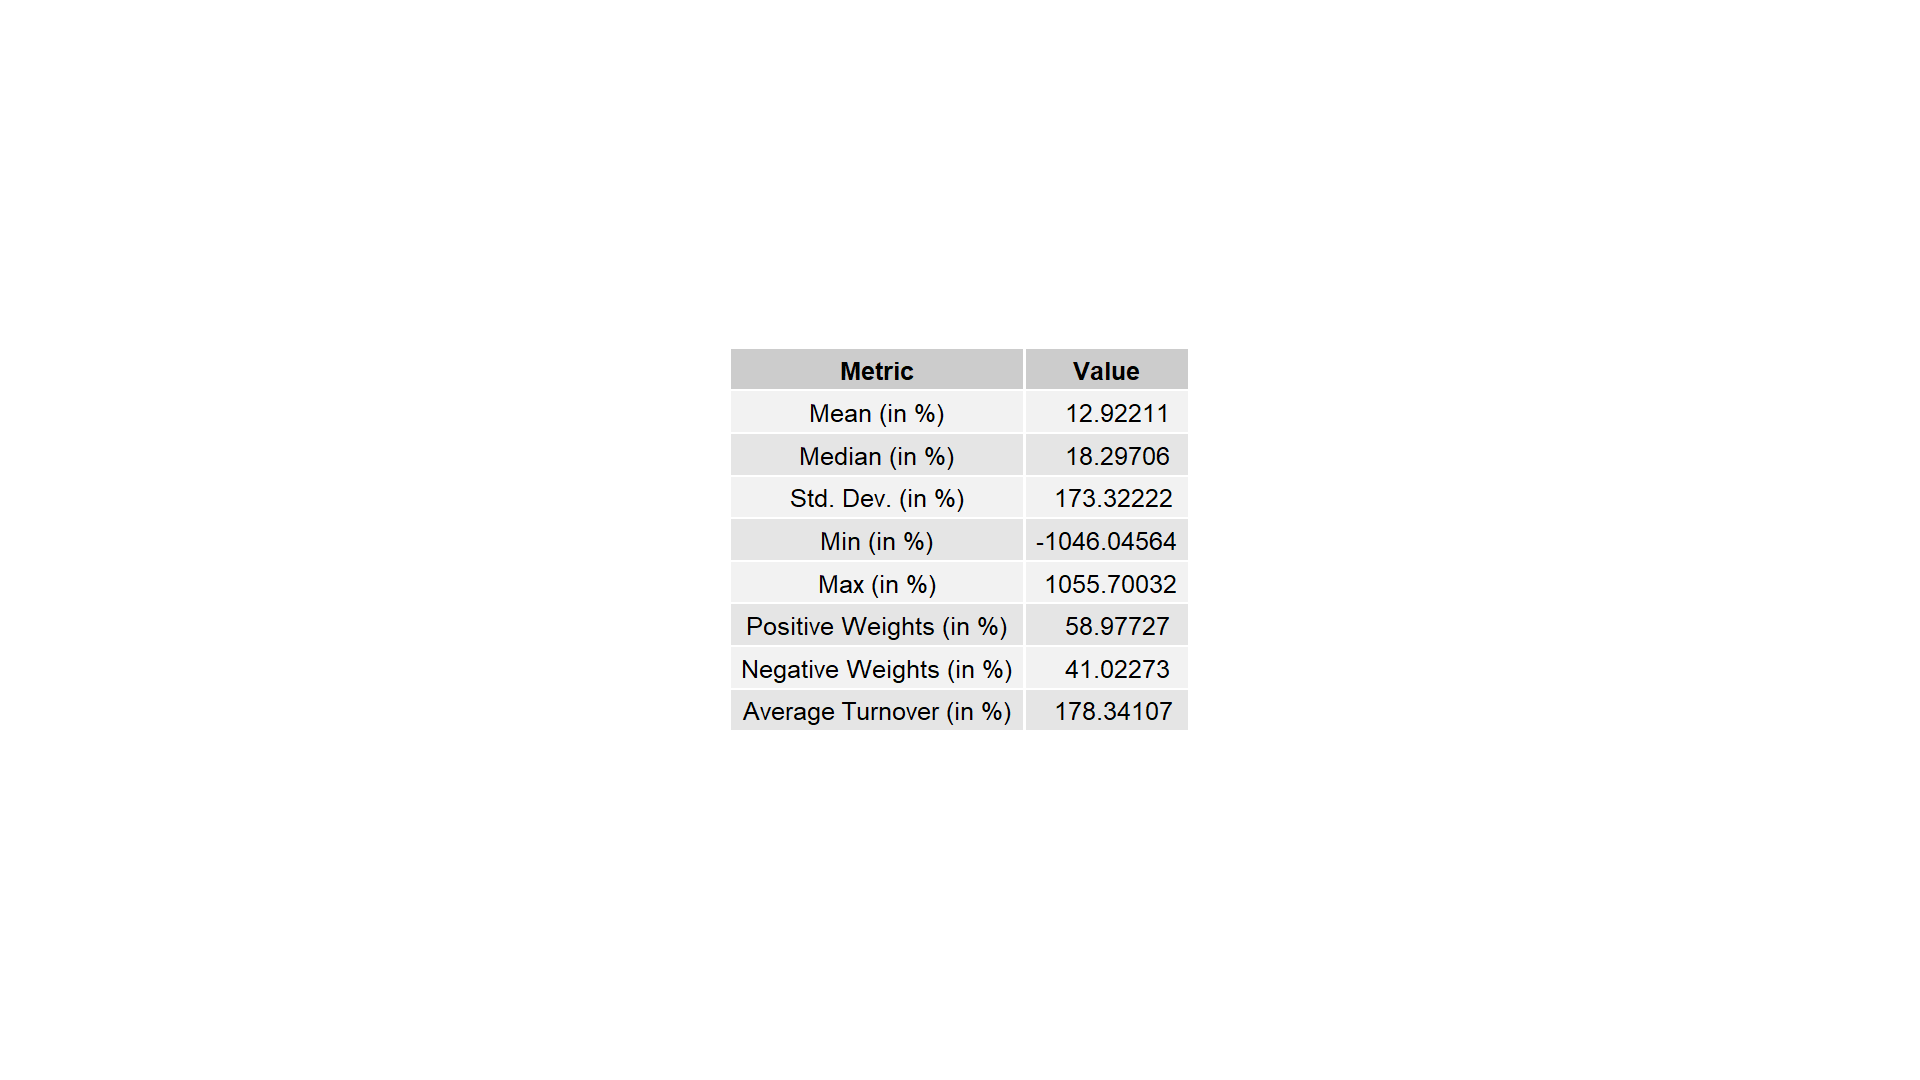 Metric Value
Mean (in %) 12.92211
Median (in %) 18.29706
Std. Dev. (in %) 173.32222
Min (in %) -1046.04564
Max (in %) 1055.70032
Positive Weights (in %) 58.97727
Negative Weights (in %) 41.02273
Average Turnover (in %) 178.34107